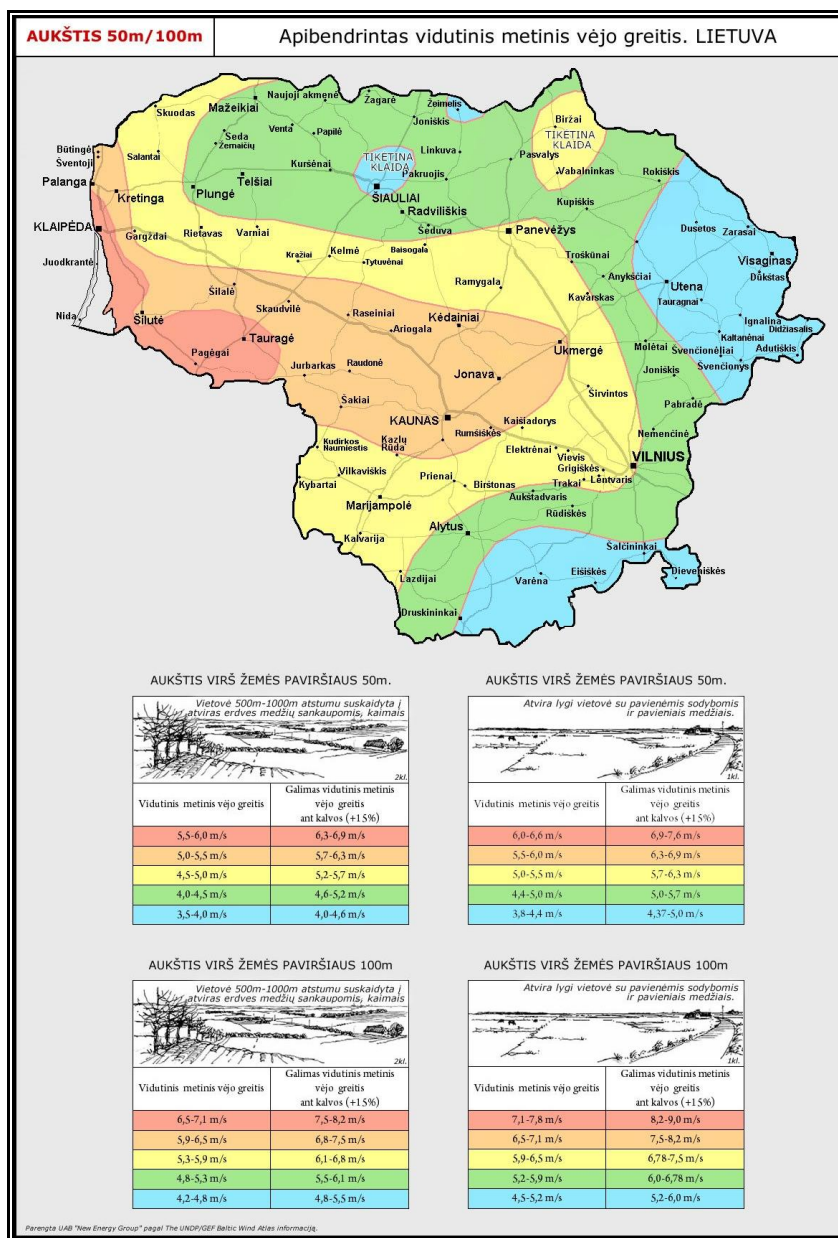 AUKŠTIS 50m/100m
Apibendrintas vidutinis metinis vėjo greitis. LIETUVA
Skuodas
Mažeikiai
Naujoji akmenė
Žagarė
Žeimelis
Joniškis
Biržai
TIKĖTINA
KLAIDA
Būtingė
Šventoji
Salantai
Seda
Žemaičių
Venta
Papilė
Linkuva
Pasvalys
Vabalninkas
Rokiškis
Palanga
Kretinga
Plungė
Telšiai
Kuršėnai
TIKĖTINA
KLAIDA
Pakruojis
ŠIAULIAI
Radviliškis
Kupiškis
KLAIPĖDA
Gargždai
Rietavas
Varniai
Šeduva
Panevėžys
Dusetos
Zarasai
Juodkrantė
Kražiai
Kelmė
Baisogala
Tytuvėnai
Troškūnai
Anykščiai
Visaginas
Dūkštas
Utena
Tauragnai
Nida
Šilutė
Šilalė
Skaudvilė
Raseiniai
Ramygala
Kavarskas
Ignalina
Didžiasalis
Kaltanėnai
Adutiškis
Tauragė
Ariogala
Kėdainiai
Ukmergė
Molėtai
Švenčionėliai
Švenčionys
Pagėgai
Jurbarkas
Raudonė
Jonava
Joniškis
Šakiai
Širvintos
Pabradė
KAUNAS
Rumšiškės
Kaišiadorys
Nemenčinė
Kudirkos
Naumiestis
Kazlų
Rūda
Elektrėnai
Vievis
VILNIUS
Grigiškės
Lentvaris
Trakai
Kybartai
Vilkaviškis
Prienai
Birštonas
Aukštadvaris
Marijampolė
Rūdiškės
Kalvarija
Alytus
Šalčininkai
Lazdijai
Varėna
Eišiškės
Dieveniškės
Druskininkai
AUKŠTIS VIRŠ ŽEMĖS PAVIRŠIAUS 50m.
Vietovė 500m-1000m atstumu suskaidyta į
atviras erdves medžių sankaupomis, kaimais
2kl.
Vidutinis metinis vėjo greitis
Galimas vidutinis metinis
vėjo greitis
ant kalvos (+15%)
5,5-6,0 m/s 6,3-6,9 m/s
5,0-5,5 m/s 5,7-6,3 m/s
4,5-5,0 m/s 5,2-5,7 m/s
4,0-4,5 m/s 4,6-5,2 m/s
3,5-4,0 m/s 4,0-4,6 m/s
AUKŠTIS VIRŠ ŽEMĖS PAVIRŠIAUS 50m.
Atvira lygi vietovė su pavienėmis sodybomis
ir pavieniais medžiais.
1kl.
Vidutinis metinis vėjo greitis
Galimas vidutinis metinis
vėjo greitis
ant kalvos (+15%)
6,0-6,6 m/s 6,9-7,6 m/s
5,5-6,0 m/s 6,3-6,9 m/s
5,0-5,5 m/s 5,7-6,3 m/s
4,4-5,0 m/s 5,0-5,7 m/s
3,8-4,4 m/s 4,37-5,0 m/s
AUKŠTIS VIRŠ ŽEMĖS PAVIRŠIAUS 100m
Vietovė 500m-1000m atstumu suskaidyta į
atviras erdves medžių sankaupomis, kaimais
2kl.
Vidutinis metinis vėjo greitis
Galimas vidutinis metinis
vėjo greitis
ant kalvos (+15%)
6,5-7,1 m/s 7,5-8,2 m/s
5,9-6,5 m/s 6,8-7,5 m/s
5,3-5,9 m/s 6,1-6,8 m/s
4,8-5,3 m/s 5,5-6,1 m/s
4,2-4,8 m/s 4,8-5,5 m/s
AUKŠTIS VIRŠ ŽEMĖS PAVIRŠIAUS 100m
Atvira lygi vietovė su pavienėmis sodybomis
ir pavieniais medžiais.
1kl.
Vidutinis metinis vėjo greitis
Galimas vidutinis metinis
vėjo greitis
ant kalvos (+15%)
7,1-7,8 m/s 8,2-9,0 m/s
6,5-7,1 m/s 7,5-8,2 m/s
5,9-6,5 m/s 6,78-7,5 m/s
5,2-5,9 m/s 6,0-6,78 m/s
4,5-5,2 m/s 5,2-6,0 m/s
Parengta UAB "New Energy Group" pagal The UNDP/GEF Baltic Wind Atlas informaciją.